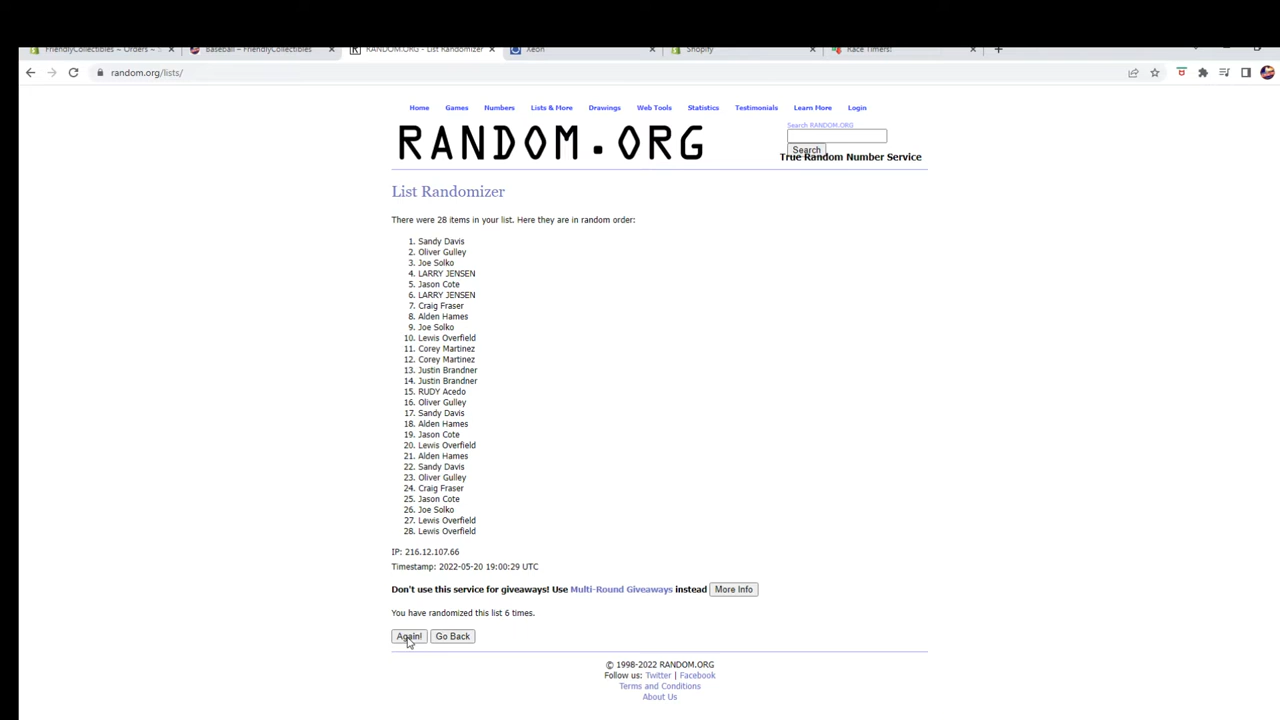 FriendlyCollectibles ~ Orders ~ S
Baseball – FriendlyCollectibles
RANDOM.ORG - List Randomizer
Xeon
Shopify
Race Timers!
random.org/lists/
Home Games Numbers Lists & More Drawings Web Tools Statistics Testimonials Learn More Login
Search RANDOM.ORG
RANDOM.ORG
Search
True Random Number Service
List Randomizer
There were 28 items in your list. Here they are in random order:
1. Sandy Davis
2. Oliver Gulley
3. Joe Solko
4. LARRY JENSEN
5. Jason Cote
6. LARRY JENSEN
7. Craig Fraser
8. Alden Hames
9. Joe Solko
10. Lewis Overfield
11. Corey Martinez
12. Corey Martinez
13. Justin Brandner
14. Justin Brandner
15. RUDY Acedo
16. Oliver Gulley
17. Sandy Davis
18. Alden Hames
19. Jason Cote
20. Lewis Overfield
21. Alden Hames
22. Sandy Davis
23. Oliver Gulley
24. Craig Fraser
25. Jason Cote
26. Joe Solko
27. Lewis Overfield
28. Lewis Overfield
IP: 216.12.107.66
Timestamp: 2022-05-20 19:00:29 UTC
Don't use this service for giveaways! Use Multi-Round Giveaways instead More Info
You have randomized this list 6 times.
Again! Go Back
© 1998-2022 RANDOM.ORG
Follow us: Twitter | Facebook
Terms and Conditions
About Us